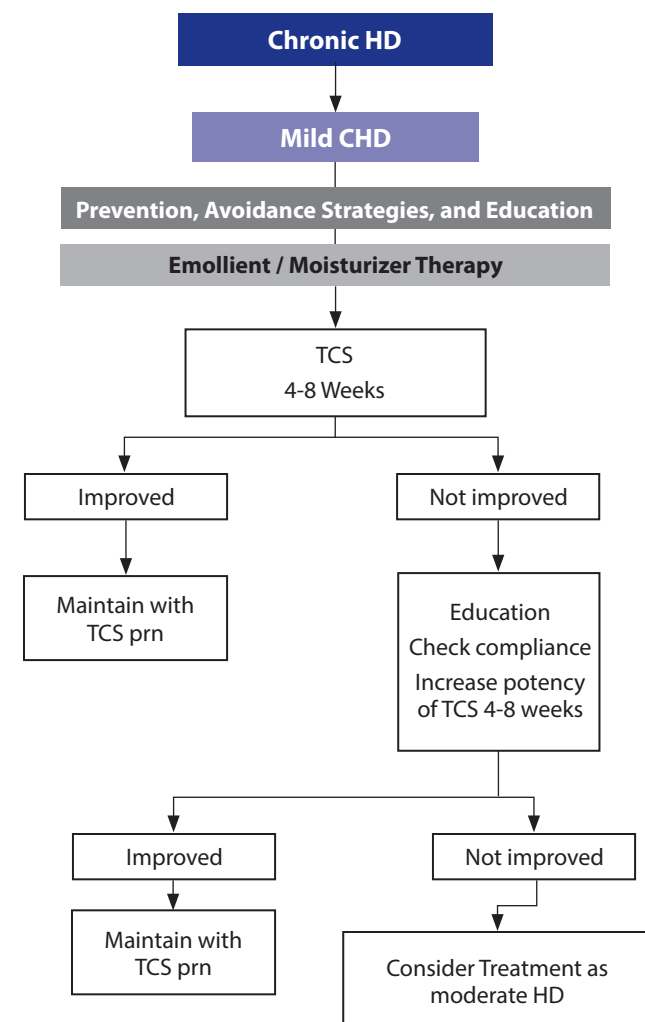 Chronic HD
Mild CHD
Prevention, Avoidance Strategies, and Education
Emollient / Moisturizer Therapy
TCS
4-8 Weeks
Improved
Not improved
Maintain with
TCS prn
Education
Check compliance
Increase potency
of TCS 4-8 weeks
Improved
Not improved
Maintain with
TCS prn
Consider Treatment as
moderate HD